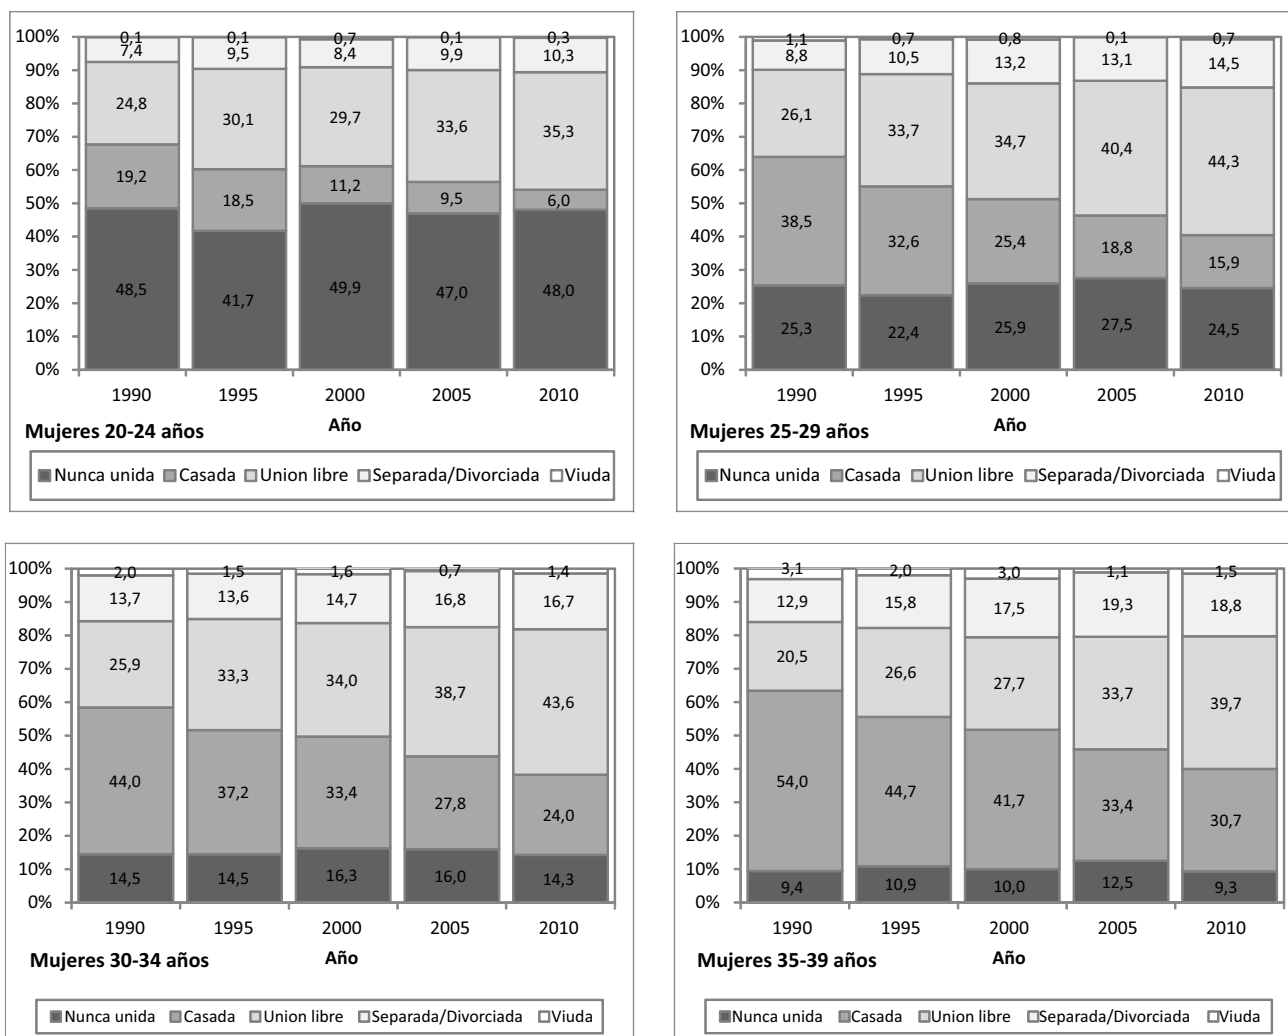 100%
90%
80%
70%
60%
50%
40%
30%
20%
10%
0%
0,1 0,1 0,7 0,1 0,3
7,4 9,5 8,4 9,9 10,3
24,8 30,1 29,7 33,6 35,3
19,2 18,5 11,2 9,5 6,0
48,5 41,7 49,9 47,0 48,0
1990 1995 2000 2005 2010
Año
Mujeres 20-24 años
Nunca unida Casada Union libre Separada/Divorciada Viuda
100%
90%
80%
70%
60%
50%
40%
30%
20%
10%
0%
1,1 0,7 0,8 0,1 0,7
8,8 10,5 13,2 13,1 14,5
26,1 33,7 34,7 40,4 44,3
38,5 32,6 25,4 18,8 15,9
25,3 22,4 25,9 27,5 24,5
1990 1995 2000 2005 2010
Año
Mujeres 25-29 años
Nunca unida Casada Union libre Separada/Divorciada Viuda
100%
90%
80%
70%
60%
50%
40%
30%
20%
10%
0%
2,0 1,5 1,6 0,7 1,4
13,7 13,6 14,7 16,8 16,7
25,9 33,3 34,0 38,7 43,6
44,0 37,2 33,4 27,8 24,0
14,5 14,5 16,3 16,0 14,3
1990 1995 2000 2005 2010
Año
Mujeres 30-34 años
Nunca unida Casada Union libre Separada/Divorciada Viuda
100%
90%
80%
70%
60%
50%
40%
30%
20%
10%
0%
3,1 2,0 3,0 1,1 1,5
12,9 15,8 17,5 19,3 18,8
20,5 26,6 27,7 33,7 39,7
54,0 44,7 41,7 33,4 30,7
9,4 10,9 10,0 12,5 9,3
1990 1995 2000 2005 2010
Año
Mujeres 35-39 años
Nunca unida Casada Union libre Separada/Divorciada Viuda